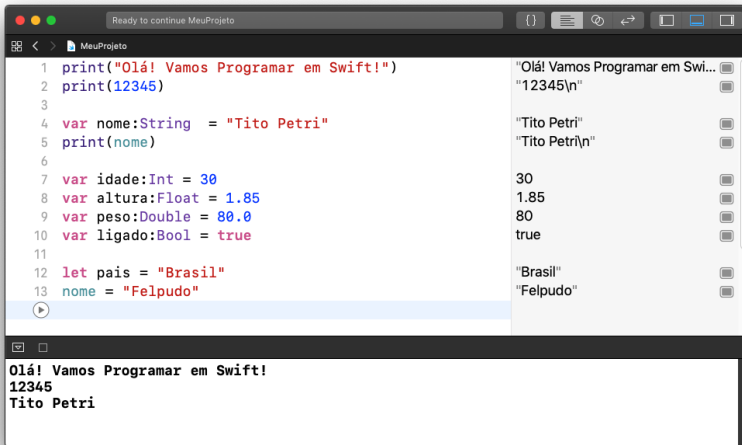 Ready to continue MeuProjeto
{ }
MeuProjeto
1 print("Olá! Vamos Programar em Swift!") "Olá! Vamos Programar em Swi...
2 print(12345) "12345\n"
3
4 var nome:String  = "Tito Petri" "Tito Petri"
5 print(nome) "Tito Petri\n"
6
7 var idade:Int = 30 30
8 var altura:Float = 1.85 1.85
9 var peso:Double = 80.0 80
10 var ligado:Bool = true true
11
12 let pais = "Brasil" "Brasil"
13 nome = "Felpudo" "Felpudo"
Olá! Vamos Programar em Swift!
12345
Tito Petri